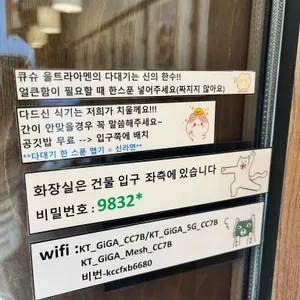 큐슈 울트라아멘의 다대기는 신의 한수!!
얼큰함이 필요할 때 한스푼 넣어주세요(짜지지 않아요)
다드신 식기는 저희가 치울께요!!!
간이 안맞을경우 꼭 말씀해주세요~
공깃밥 무료 --> 입구쪽에 배치
**다대기 한 스푼 맵기 = 신라면**
화장실은 건물 입구 좌측에 있습니다
비밀번호 : 9832*
wifi : KT_GiGA_CC7B/KT_GiGA_5G_CC7B
KT_GiGA_Mesh_CC7B
비번-kccfxb6680